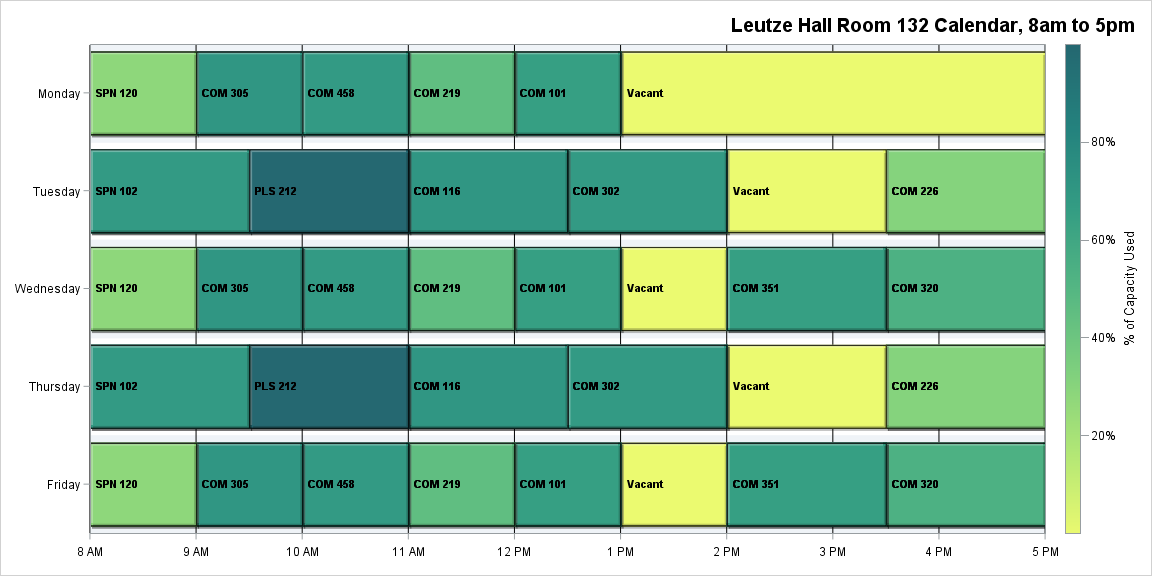 Leutze Hall Room 132 Calendar, 8am to 5pm
Monday
SPN 120
COM 305
COM 458
COM 219
COM 101
Vacant
Tuesday
SPN 102
PLS 212
COM 116
COM 302
Vacant
COM 226
Wednesday
SPN 120
COM 305
COM 458
COM 219
COM 101
Vacant
COM 351
COM 320
Thursday
SPN 102
PLS 212
COM 116
COM 302
Vacant
COM 226
Friday
SPN 120
COM 305
COM 458
COM 219
COM 101
Vacant
COM 351
COM 320
8 AM
9 AM
10 AM
11 AM
12 PM
1 PM
2 PM
3 PM
4 PM
5 PM
80%
60%
40%
20%
% of Capacity Used